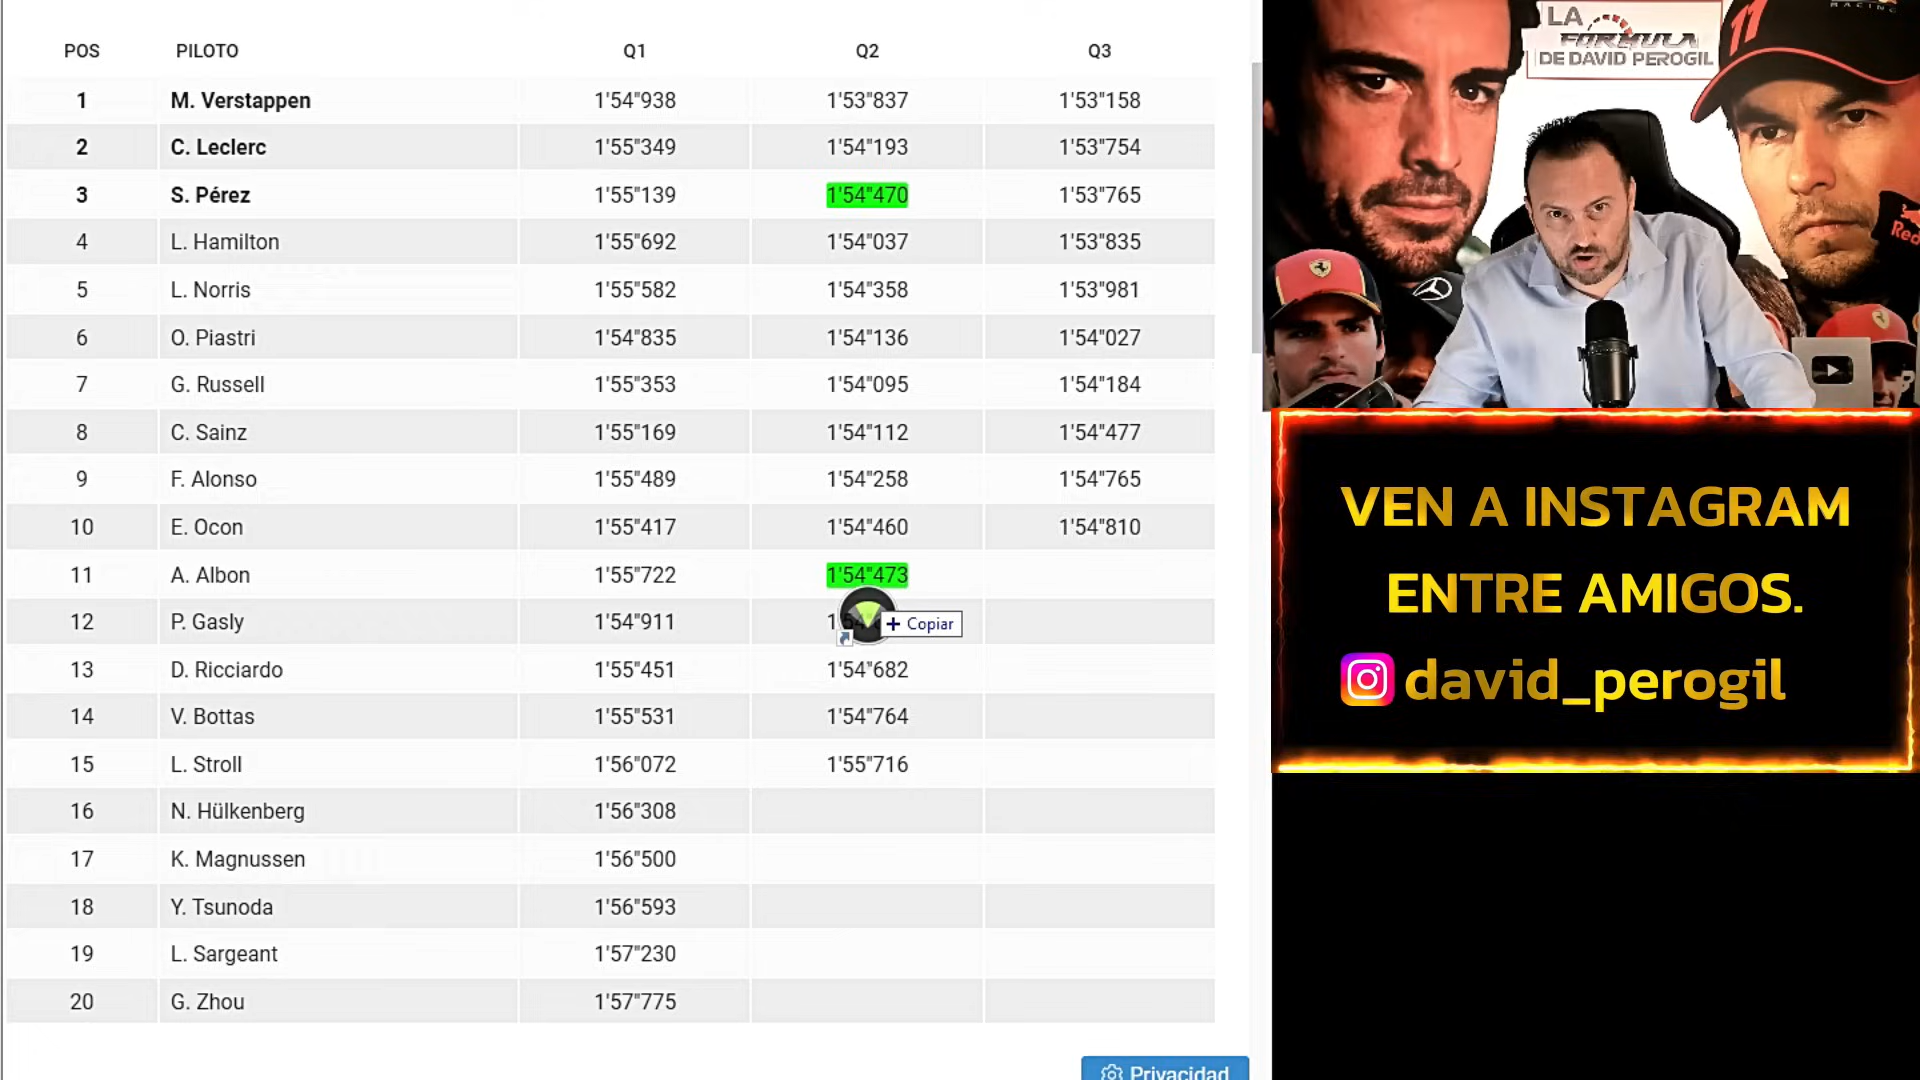 POS PILOTO Q1 Q2 Q3
1 M. Verstappen 1'54"938 1'53"837 1'53"158
2 C. Leclerc 1'55"349 1'54"193 1'53"754
3 S. Pérez 1'55"139 1'54"470 1'53"765
4 L. Hamilton 1'55"692 1'54"037 1'53"835
5 L. Norris 1'55"582 1'54"358 1'53"981
6 O. Piastri 1'54"835 1'54"136 1'54"027
7 G. Russell 1'55"353 1'54"095 1'54"184
8 C. Sainz 1'55"169 1'54"112 1'54"477
9 F. Alonso 1'55"489 1'54"258 1'54"765
10 E. Ocon 1'55"417 1'54"460 1'54"810
11 A. Albon 1'55"722 1'54"473
12 P. Gasly 1'54"911
+ Copiar
13 D. Ricciardo 1'55"451 1'54"682
14 V. Bottas 1'55"531 1'54"764
15 L. Stroll 1'56"072 1'55"716
16 N. Hülkenberg 1'56"308
17 K. Magnussen 1'56"500
18 Y. Tsunoda 1'56"593
19 L. Sargeant 1'57"230
20 G. Zhou 1'57"775
Privacidad
LA
FORMULA
DE DAVID PEROGIL
RACING
11
Red
VEN A INSTAGRAM
ENTRE AMIGOS.
david_perogil